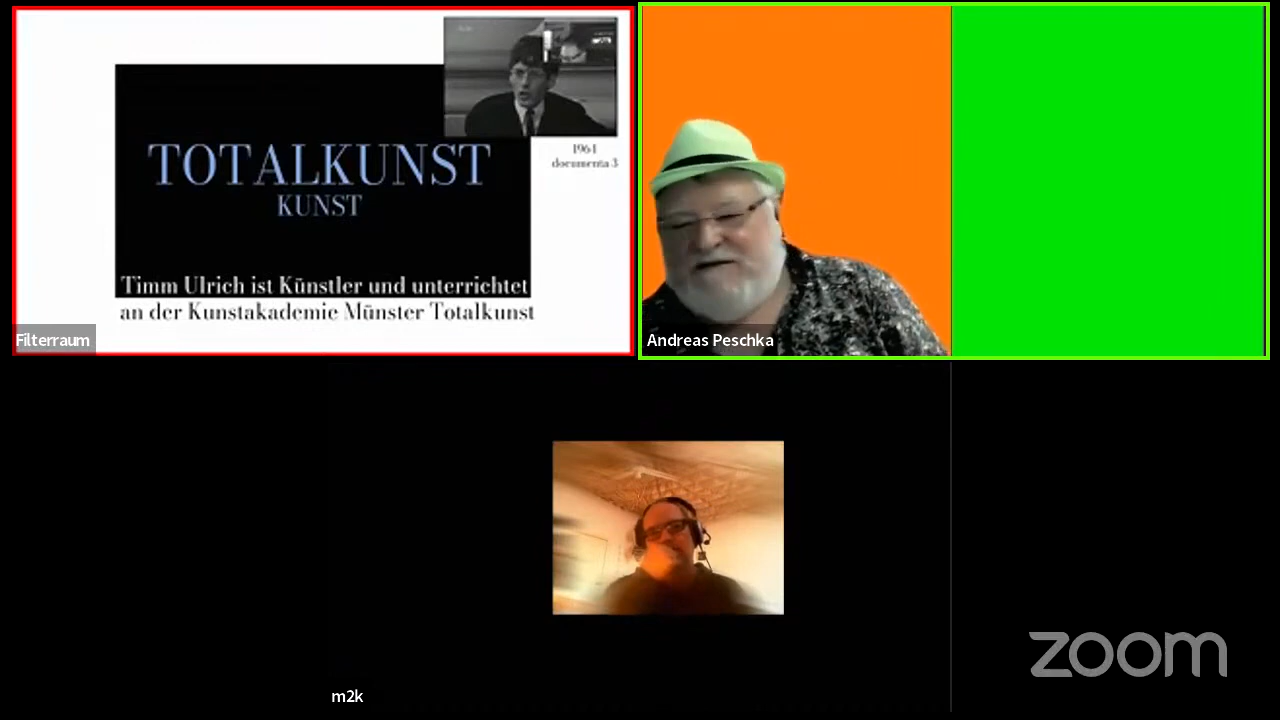 TOTALKUNST
KUNST
1964
documenta 3
Timm Ulrich ist Künstler und unterrichtet
an der Kunstakademie Münster Totalkunst
Filterraum
Andreas Peschka
m2k
zoom